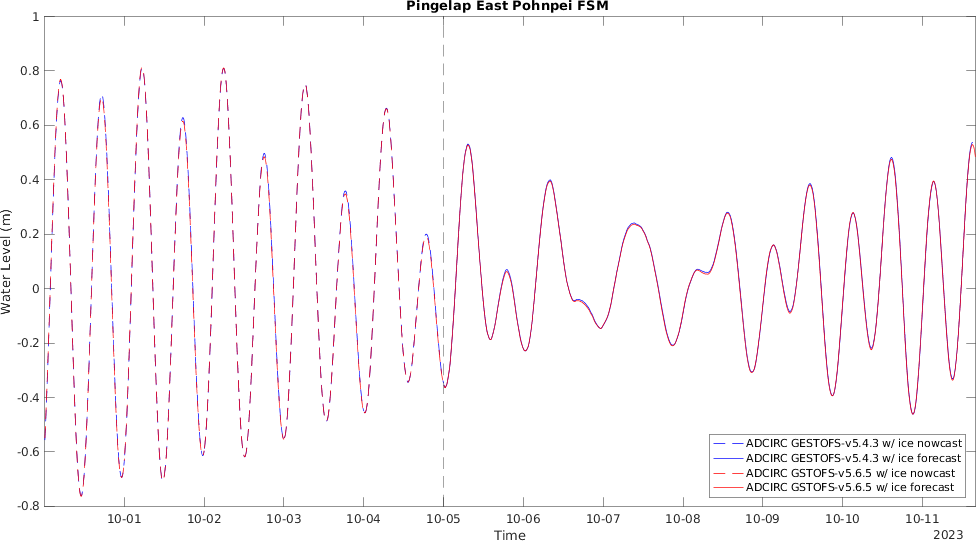 Pingelap East Pohnpei FSM
1
0.8
0.6
0.4
0.2
0
-0.2
-0.4
-0.6
-0.8
Water Level (m)
10-01 10-02 10-03 10-04 10-05 10-06 10-07 10-08 10-09 10-10 10-11
Time
2023
ADCIRC GESTOFS-v5.4.3 w/ ice nowcast
ADCIRC GESTOFS-v5.4.3 w/ ice forecast
ADCIRC GSTOFS-v5.6.5 w/ ice nowcast
ADCIRC GSTOFS-v5.6.5 w/ ice forecast